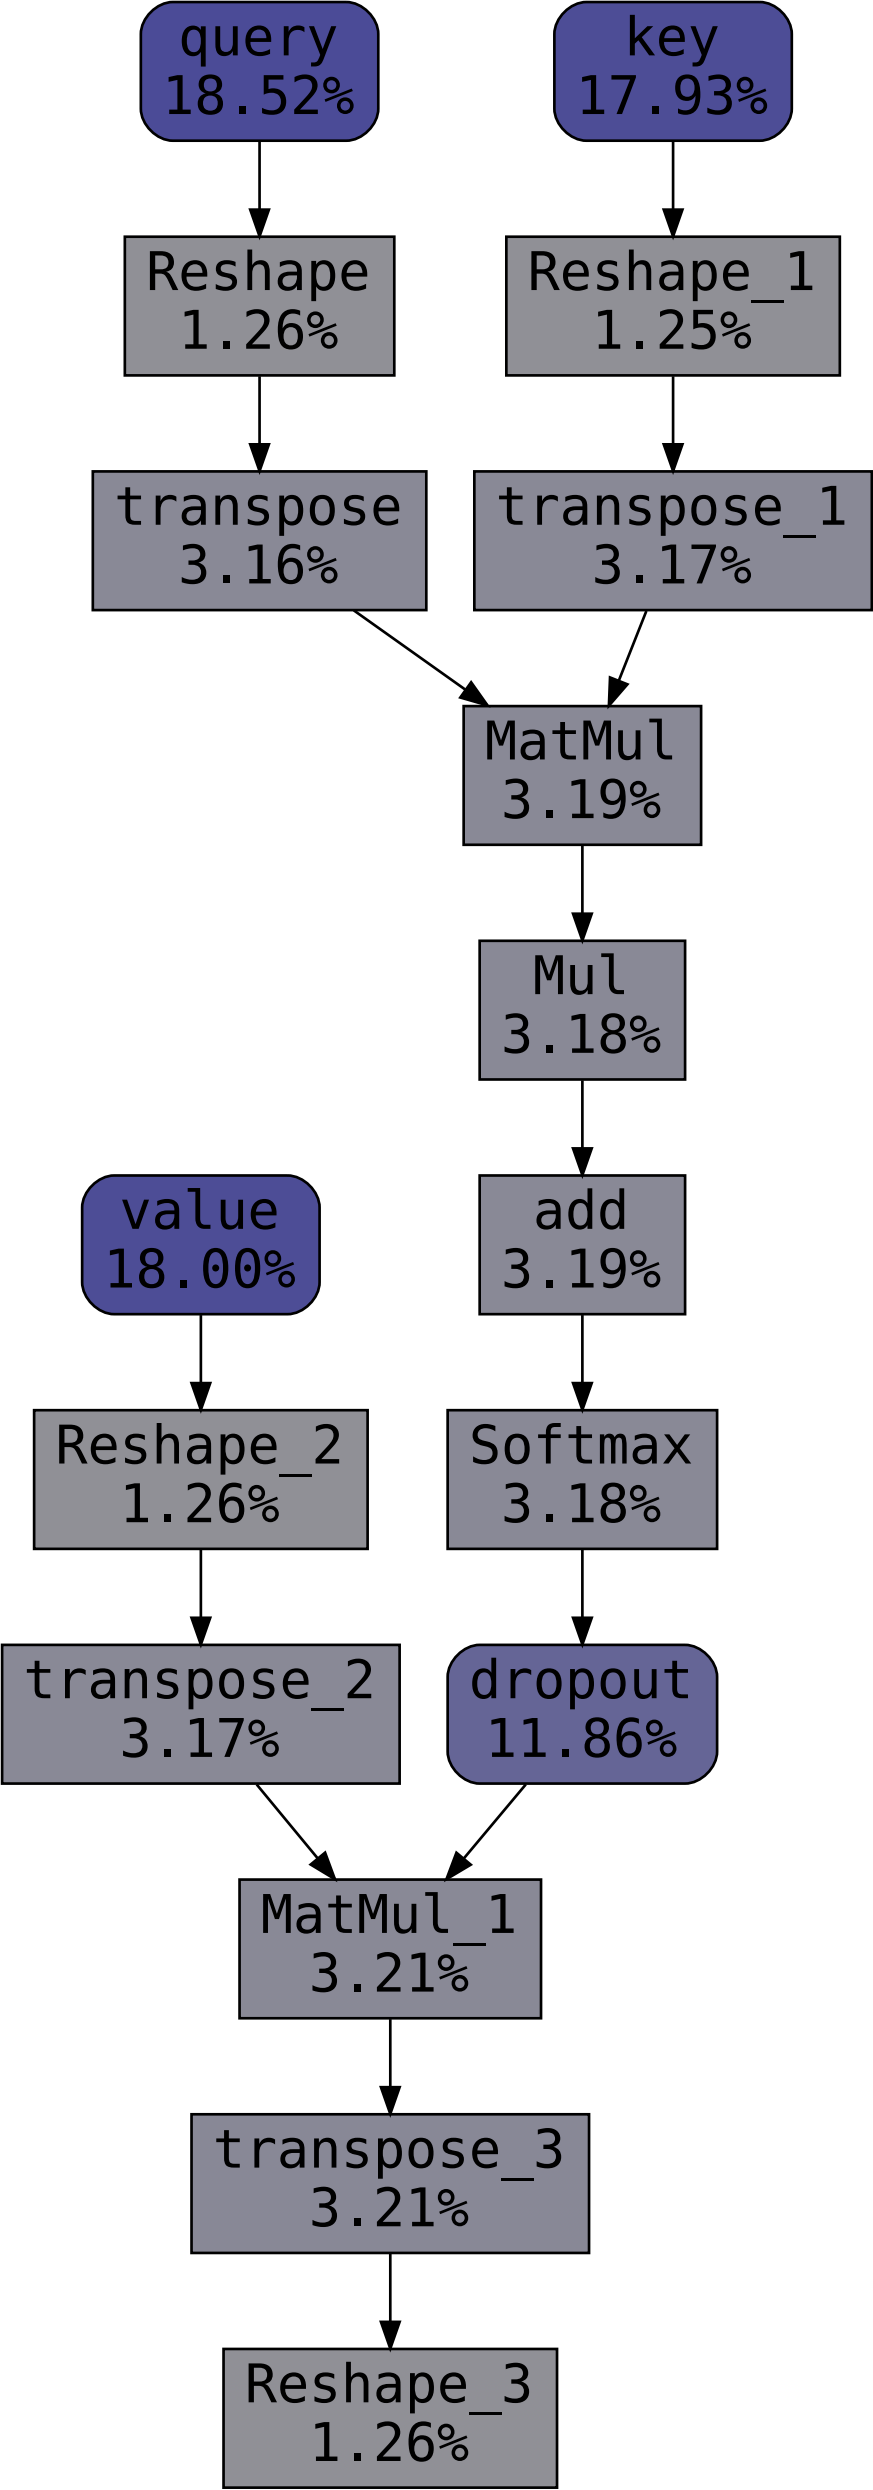 query
18.52%
key
17.93%
Reshape
1.26%
Reshape_1
1.25%
transpose
3.16%
transpose_1
3.17%
MatMul
3.19%
Mul
3.18%
value
18.00%
add
3.19%
Reshape_2
1.26%
Softmax
3.18%
transpose_2
3.17%
dropout
11.86%
MatMul_1
3.21%
transpose_3
3.21%
Reshape_3
1.26%